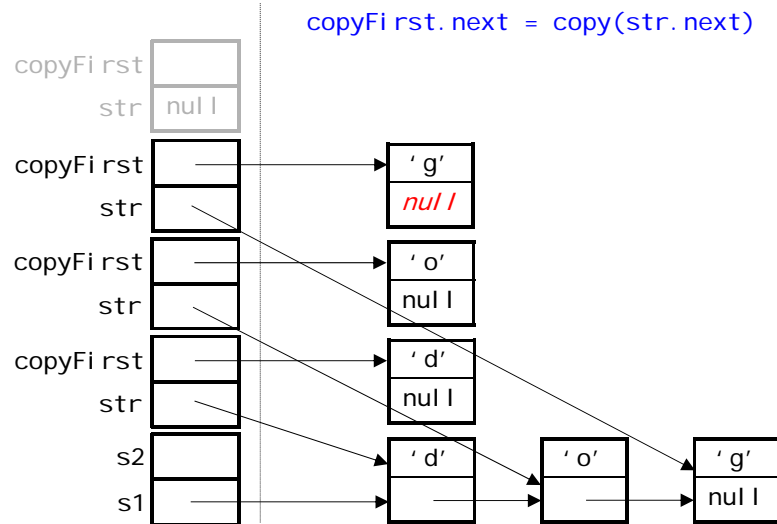 copyFirst.next = copy(str.next)
copyFirst
str null
copyFirst 'g'
str null
copyFirst 'o'
str null
copyFirst 'd'
str null
s2 'd' 'o' 'g'
s1 null